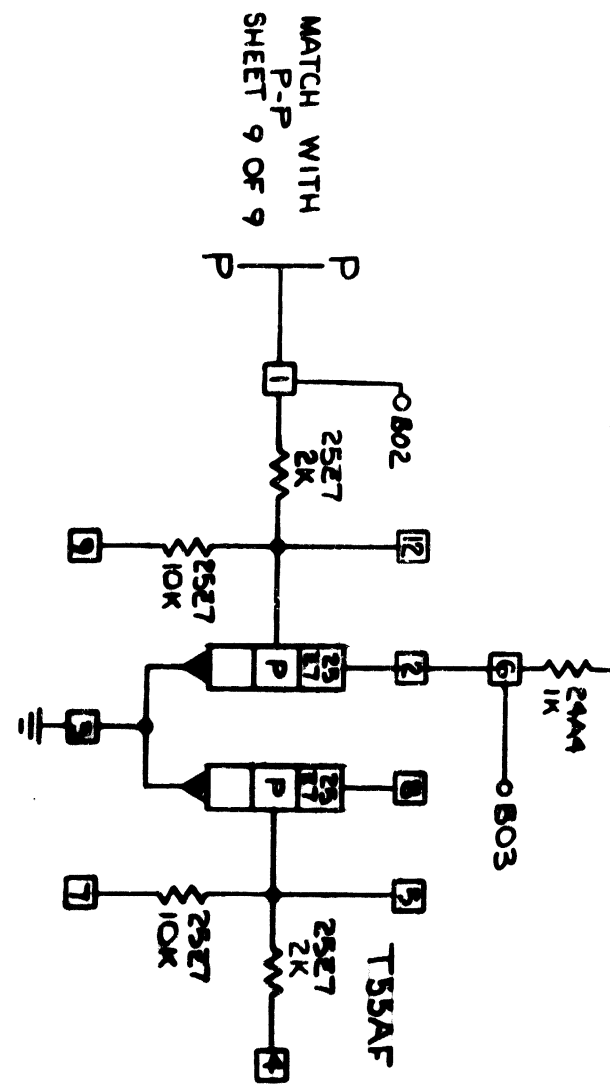 MATCH WITH
P-P
SHEET 9 OF 9
P
P
1
B02
25E7
2K
9
25E7
10K
12
P
25
E7
2
6
24A4
1K
B03
3
P
25
E7
8
7
25E7
10K
5
25E7
2K
4
T55AF